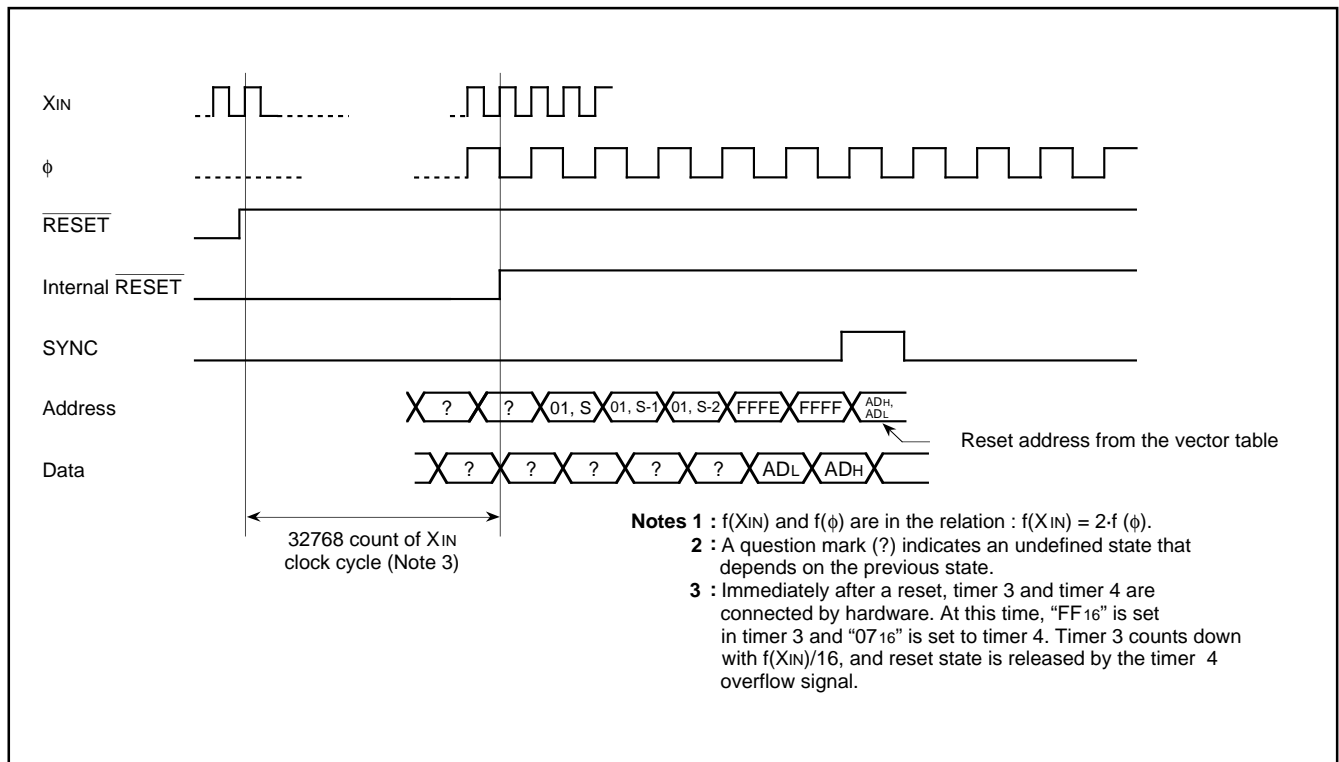 XIN
ϕ
RESET
Internal RESET
SYNC
Address
? ? 01, S 01, S-1 01, S-2 FFFE FFFF ADH,
ADL
Reset address from the vector table
Data
? ? ? ? ? ADL ADH
32768 count of XIN
clock cycle (Note 3)
Notes 1 : f(XIN) and f(ϕ) are in the relation : f(XIN) = 2·f (ϕ).
2 : A question mark (?) indicates an undefined state that
depends on the previous state.
3 : Immediately after a reset, timer 3 and timer 4 are
connected by hardware. At this time, “FF16” is set
in timer 3 and “0716” is set to timer 4. Timer 3 counts down
with f(XIN)/16, and reset state is released by the timer 4
overflow signal.